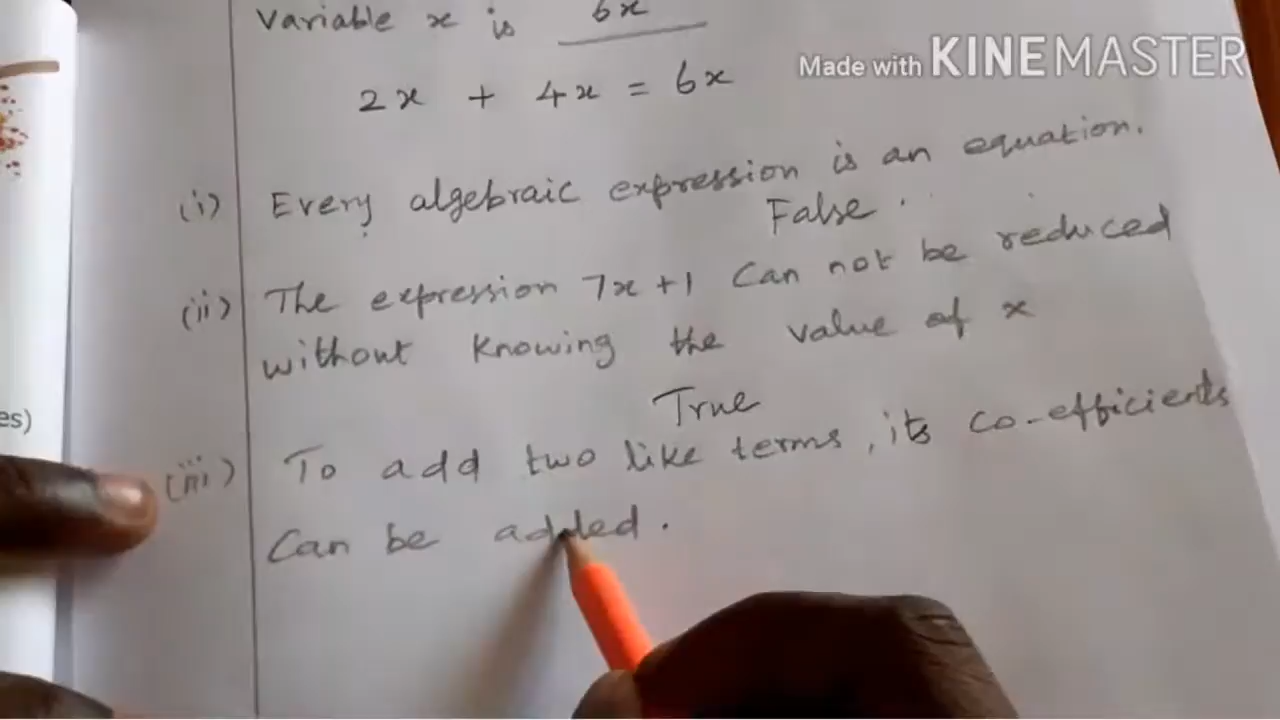 Variable x is 6x
Made with KINEMASTER
2x + 4x = 6x
(i) Every algebraic expression is an equation.
False.
(ii) The expression 7x+1 Can not be reduced
without knowing the value of x
True
es)
(iii) To add two like terms, its co-efficients
Can be added.